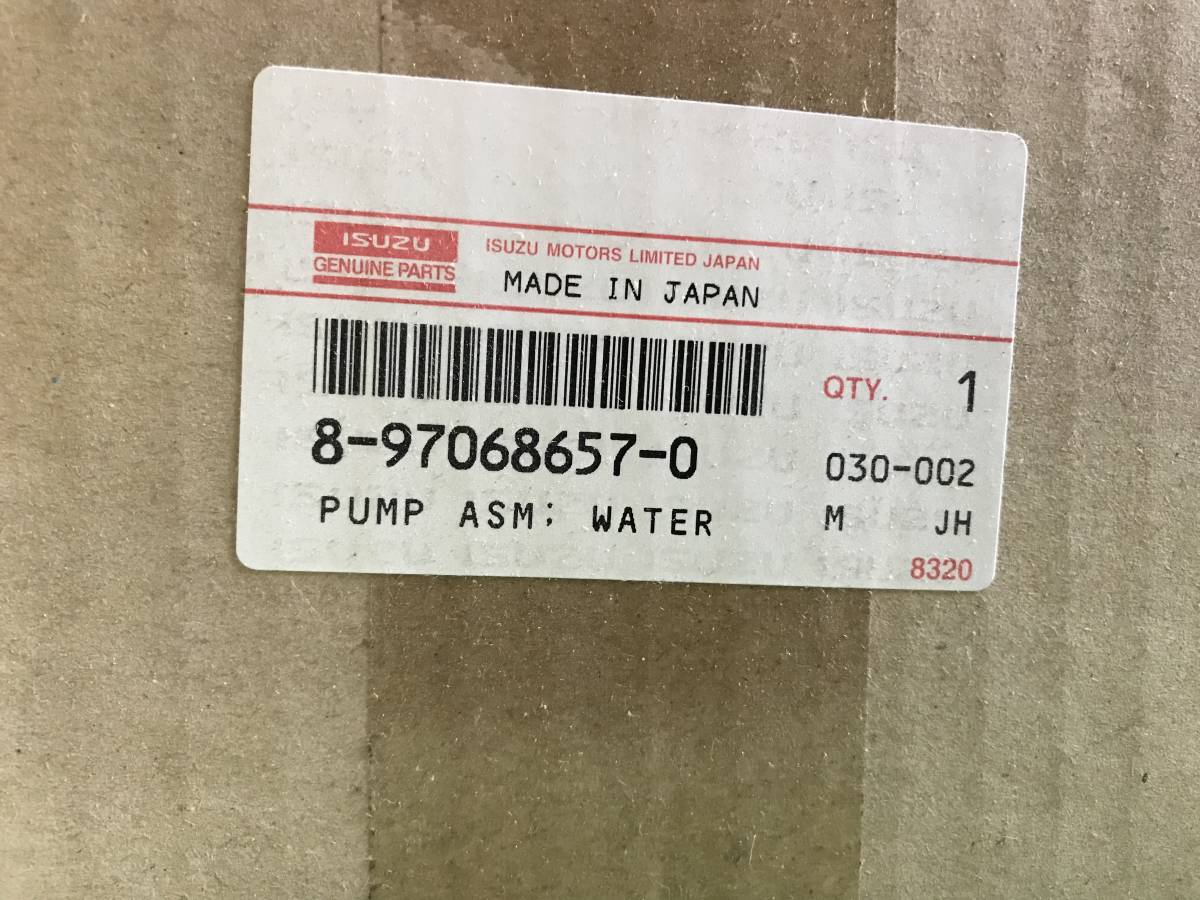 ISUZU
GENUINE PARTS
ISUZU MOTORS LIMITED JAPAN
MADE IN JAPAN
QTY. 1
8-97068657-0
030-002
PUMP ASM; WATER
M JH
8320